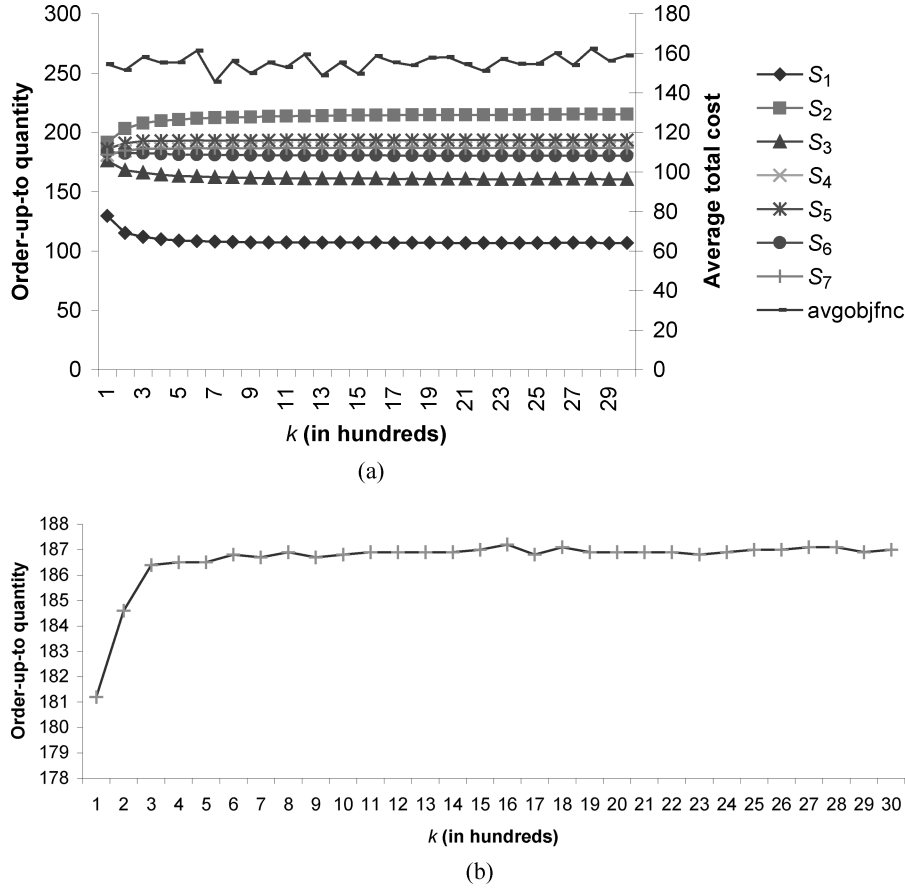 300
250
200
150
100
50
0
Order-up-to quantity
180
160
140
120
100
80
60
40
20
0
Average total cost
1 3 5 7 9 11 13 15 17 19 21 23 25 27 29
k (in hundreds)
S1
S2
S3
S4
S5
S6
S7
avgobjfnc
(a)
188
187
186
185
184
183
182
181
180
179
178
Order-up-to quantity
1 2 3 4 5 6 7 8 9 10 11 12 13 14 15 16 17 18 19 20 21 22 23 24 25 26 27 28 29 30
k (in hundreds)
(b)